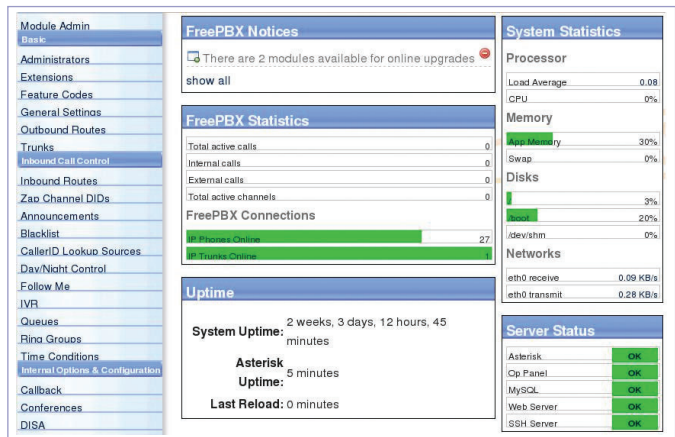 Module Admin
Basic
Administrators
Extensions
Feature Codes
General Settings
Outbound Routes
Trunks
Inbound Call Control
Inbound Routes
Zap Channel DIDs
Announcements
Blacklist
CallerID Lookup Sources
Day/Night Control
Follow Me
IVR
Queues
Ring Groups
Time Conditions
Internal Options & Configuration
Callback
Conferences
DISA
FreePBX Notices
There are 2 modules available for online upgrades
show all
FreePBX Statistics
Total active calls 0
Internal calls 0
External calls 0
Total active channels 0
FreePBX Connections
IP Phones Online 27
IP Trunks Online 1
Uptime
System Uptime: 2 weeks, 3 days, 12 hours, 45
minutes
Asterisk
Uptime: 5 minutes
Last Reload: 0 minutes
System Statistics
Processor
Load Average 0.08
CPU 0%
Memory
App Memory 30%
Swap 0%
Disks
/ 3%
/boot 20%
/dev/shm 0%
Networks
eth0 receive 0.09 KB/s
eth0 transmit 0.28 KB/s
Server Status
Asterisk OK
Op Panel OK
MySQL OK
Web Server OK
SSH Server OK